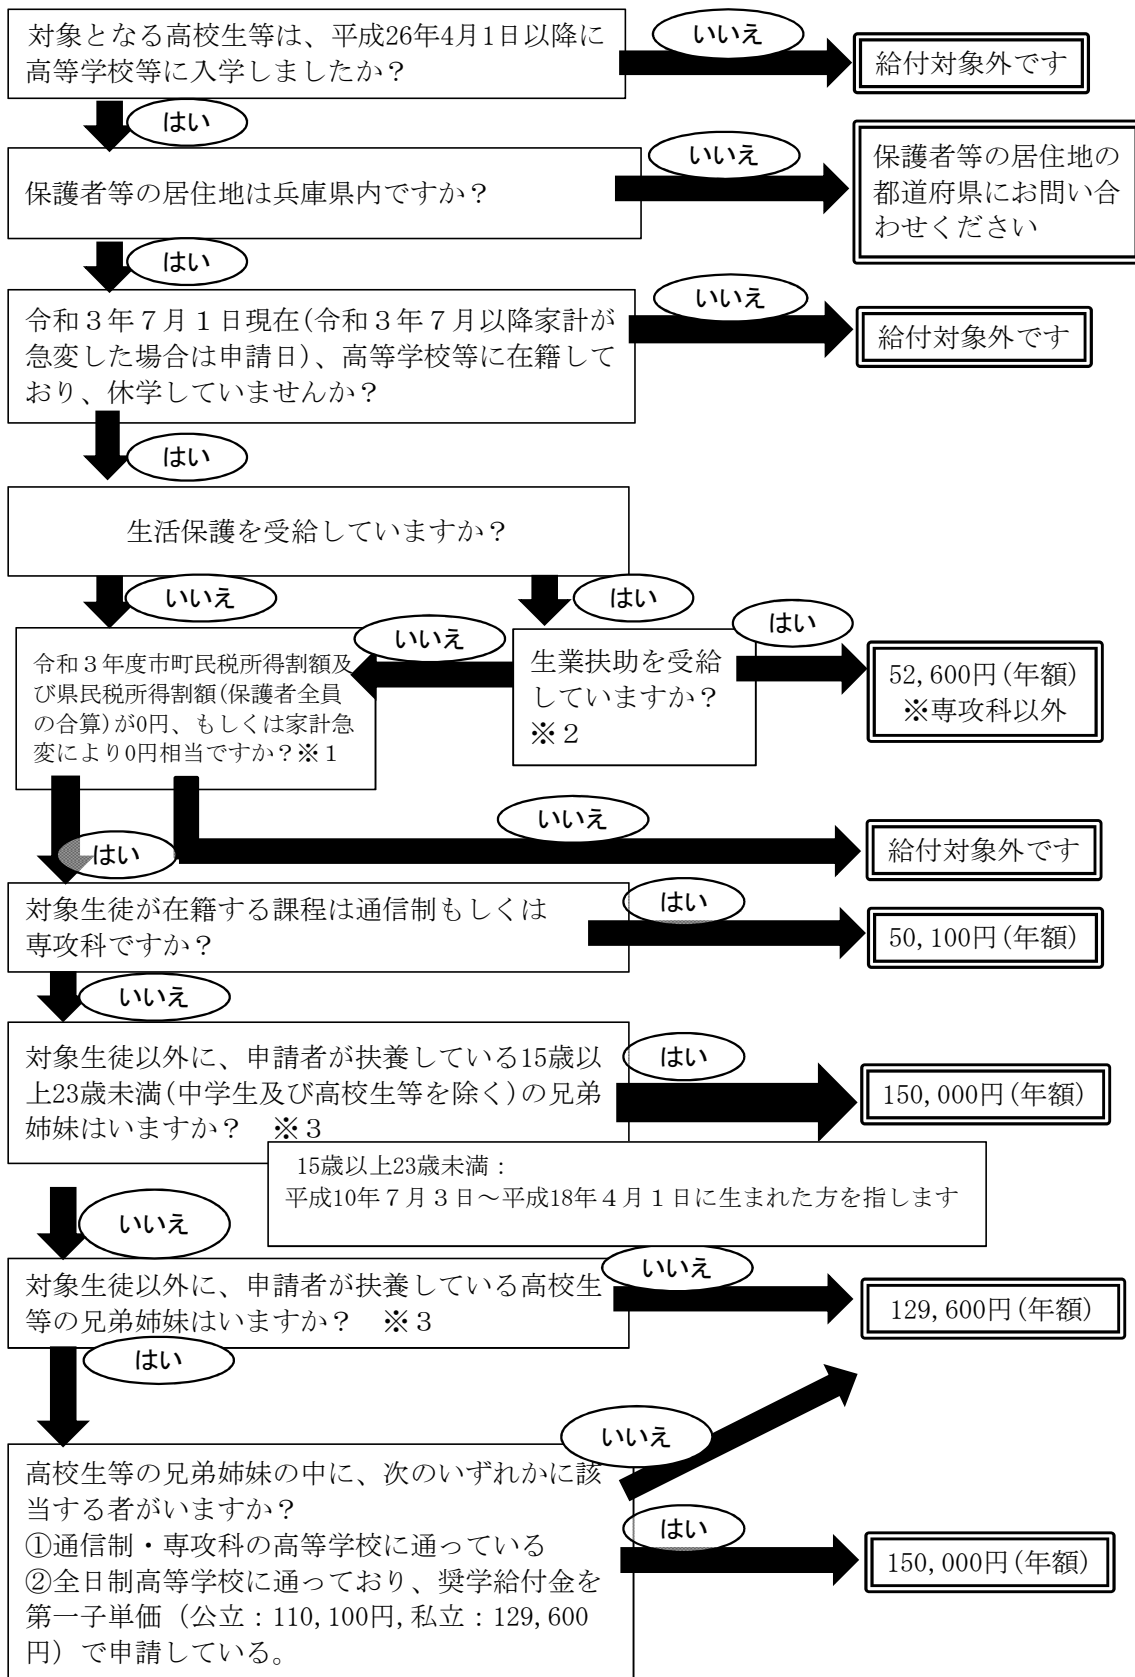 対象となる高校生等は、平成26年4月1日以降に
高等学校等に入学しましたか？
いいえ
給付対象外です
はい
保護者等の居住地は兵庫県内ですか？
いいえ
保護者等の居住地の
都道府県にお問い合
わせください
はい
令和３年７月１日現在(令和３年７月以降家計が
急変した場合は申請日)、高等学校等に在籍して
おり、休学していませんか？
いいえ
給付対象外です
はい
生活保護を受給していますか？
いいえ
はい
令和３年度市町民税所得割額及
び県民税所得割額(保護者全員
の合算)が0円、もしくは家計急
変により0円相当ですか？※１
いいえ
生業扶助を受給
していますか？
※２
はい
52,600円(年額)
※専攻科以外
いいえ
給付対象外です
はい
対象生徒が在籍する課程は通信制もしくは
専攻科ですか？
はい
50,100円(年額)
いいえ
対象生徒以外に、申請者が扶養している15歳以
上23歳未満(中学生及び高校生等を除く)の兄弟
姉妹はいますか？　※３
はい
150,000円(年額)
15歳以上23歳未満：
平成10年７月３日～平成18年４月１日に生まれた方を指します
いいえ
対象生徒以外に、申請者が扶養している高校生
等の兄弟姉妹はいますか？　※３
いいえ
129,600円(年額)
はい
高校生等の兄弟姉妹の中に、次のいずれかに該
当する者がいますか？
①通信制・専攻科の高等学校に通っている
②全日制高等学校に通っており、奨学給付金を
第一子単価（公立：110,100円,私立：129,600
円）で申請している。
いいえ
はい
150,000円(年額)